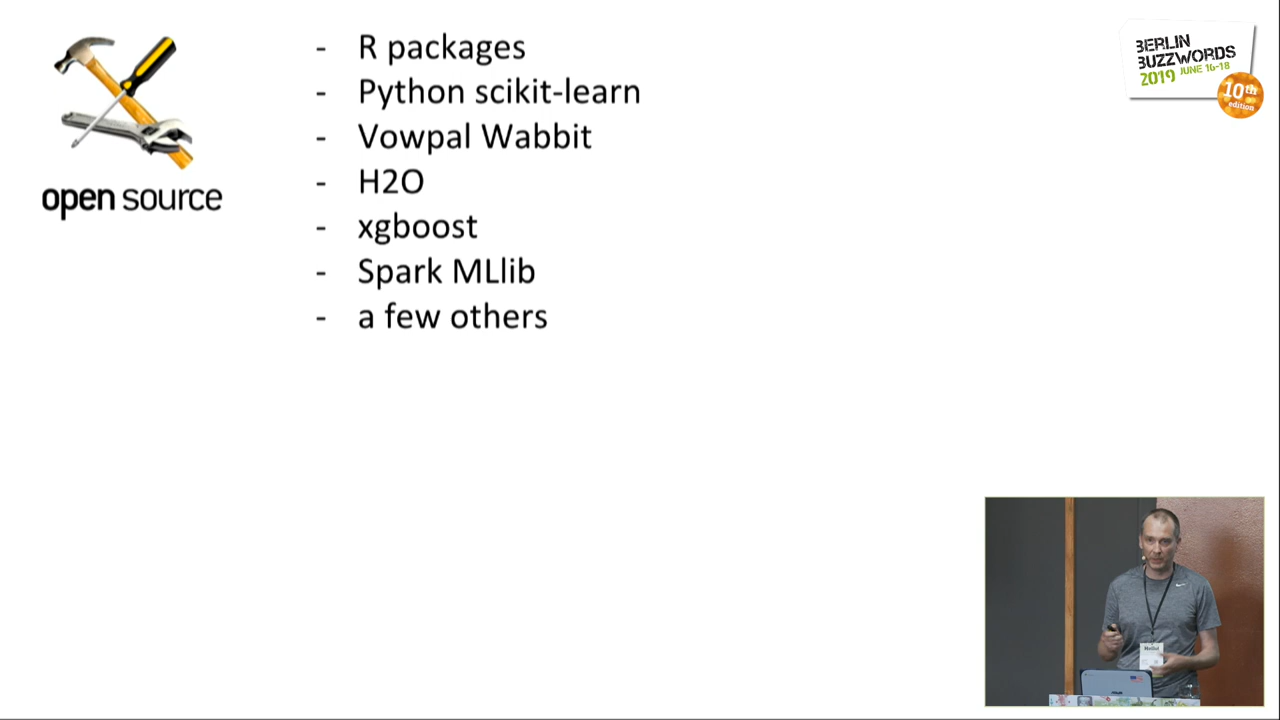 open source
- R packages
- Python scikit-learn
- Vowpal Wabbit
- H2O
- xgboost
- Spark MLlib
- a few others
BERLIN
BUZZWORDS
2019 JUNE 16-18
10th
edition
ASUS